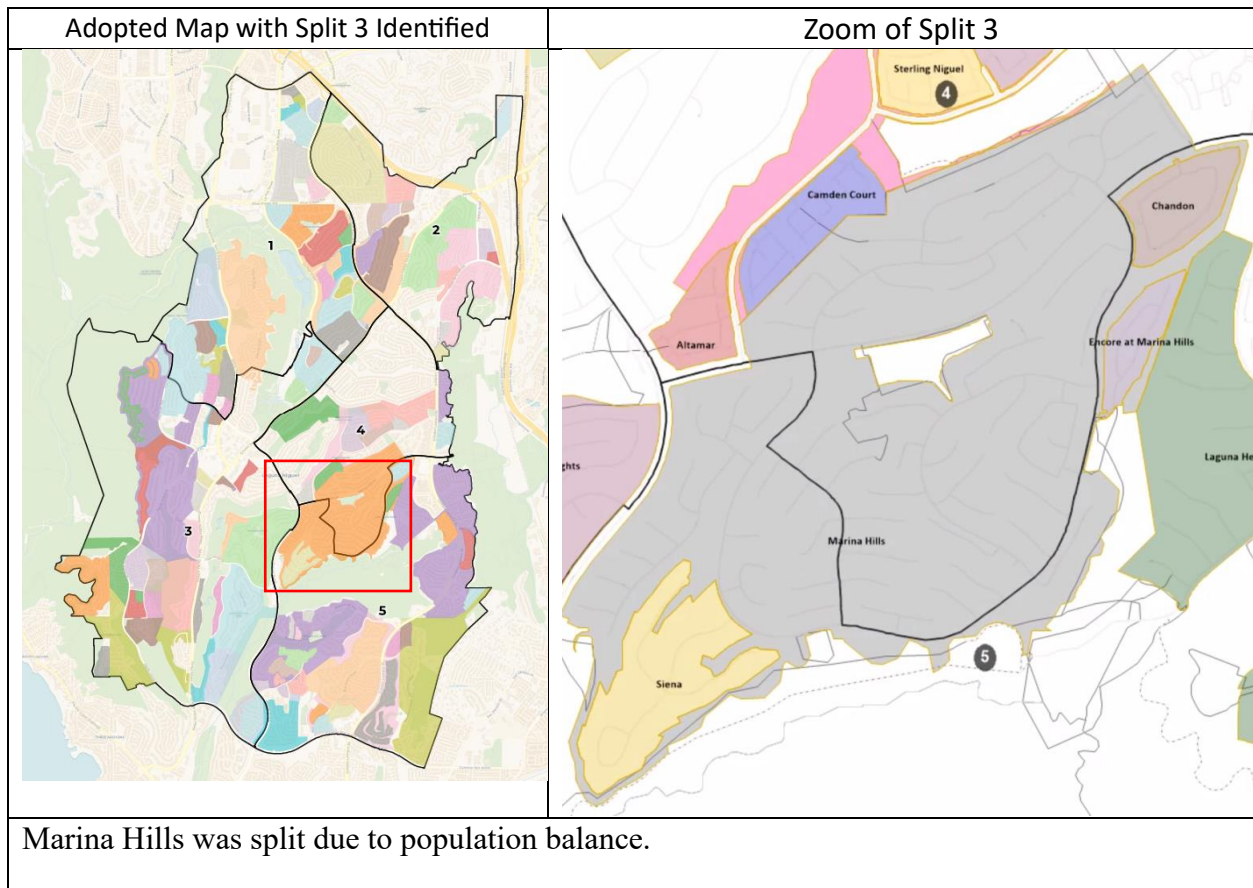 Adopted Map with Split 3 Identified
Zoom of Split 3
1
2
3
4
5
Sterling Niguel
4
Camden Court
Chandon
Altamar
Encore at Marina Hills
ghts
Laguna He
Marina Hills
5
Siena
Marina Hills was split due to population balance.